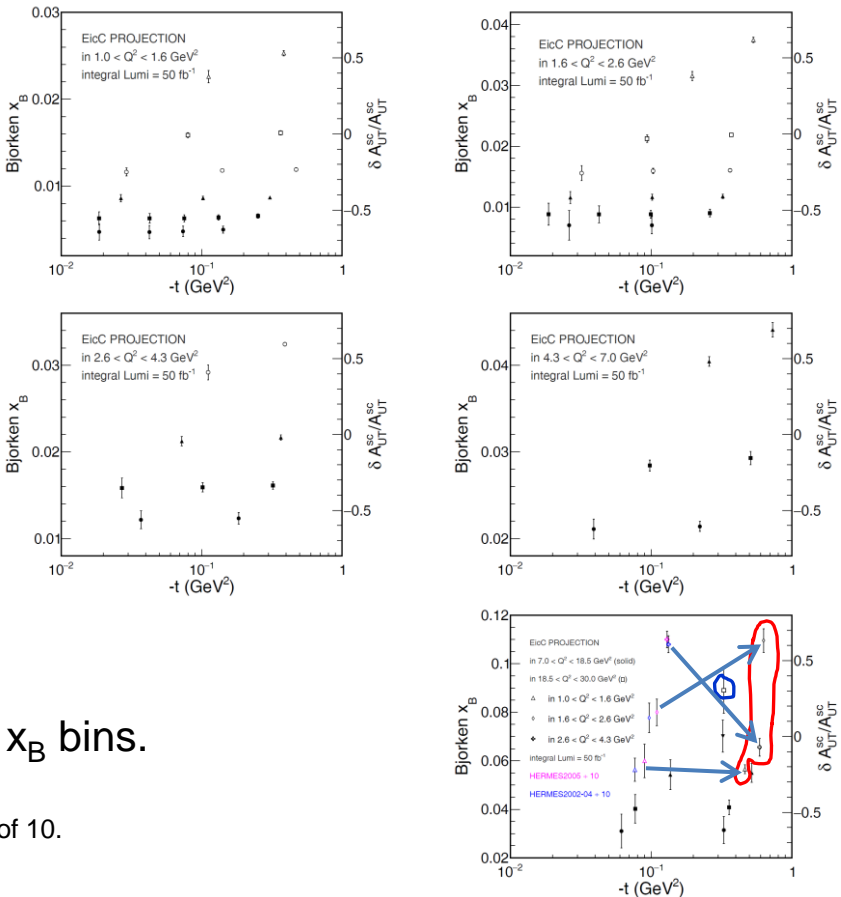 0.03
EicC PROJECTION
in 1.0 < Q² < 1.6 GeV²
integral Lumi = 50 fb⁻¹
0.5
0.02
0
0.01
−0.5
Bjorken x_B
δ A_UT^sc/A_UT^sc
10⁻² 10⁻¹ 1
-t (GeV²)
0.04
EicC PROJECTION
in 1.6 < Q² < 2.6 GeV²
integral Lumi = 50 fb⁻¹
0.5
0.03
0
0.02
0.01
−0.5
Bjorken x_B
δ A_UT^sc/A_UT^sc
10⁻² 10⁻¹ 1
-t (GeV²)
EicC PROJECTION
in 2.6 < Q² < 4.3 GeV²
integral Lumi = 50 fb⁻¹
0.03
0.5
0.02
0
−0.5
0.01
Bjorken x_B
δ A_UT^sc/A_UT^sc
10⁻² 10⁻¹ 1
-t (GeV²)
EicC PROJECTION
in 4.3 < Q² < 7.0 GeV²
integral Lumi = 50 fb⁻¹
0.04
0.5
0.03
0
−0.5
0.02
Bjorken x_B
δ A_UT^sc/A_UT^sc
10⁻² 10⁻¹ 1
-t (GeV²)
x_B bins.
of 10.
0.12
EicC PROJECTION
in 7.0 < Q² < 18.5 GeV² (solid)
in 18.5 < Q² < 30.0 GeV² (□)
in 1.0 < Q² < 1.6 GeV²
in 1.6 < Q² < 2.6 GeV²
in 2.6 < Q² < 4.3 GeV²
integral Lumi = 50 fb⁻¹
HERMES2005 ÷ 10
HERMES2002-04 ÷ 10
0.1
0.5
0.08
0
0.06
0.04
−0.5
0.02
Bjorken x_B
δ A_UT^sc/A_UT^sc
10⁻² 10⁻¹ 1
-t (GeV²)